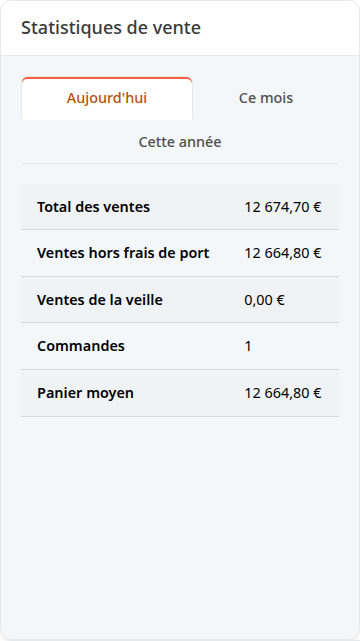 Statistiques de vente
Aujourd'hui Ce mois
Cette année
Total des ventes 12 674,70 €
Ventes hors frais de port 12 664,80 €
Ventes de la veille 0,00 €
Commandes 1
Panier moyen 12 664,80 €